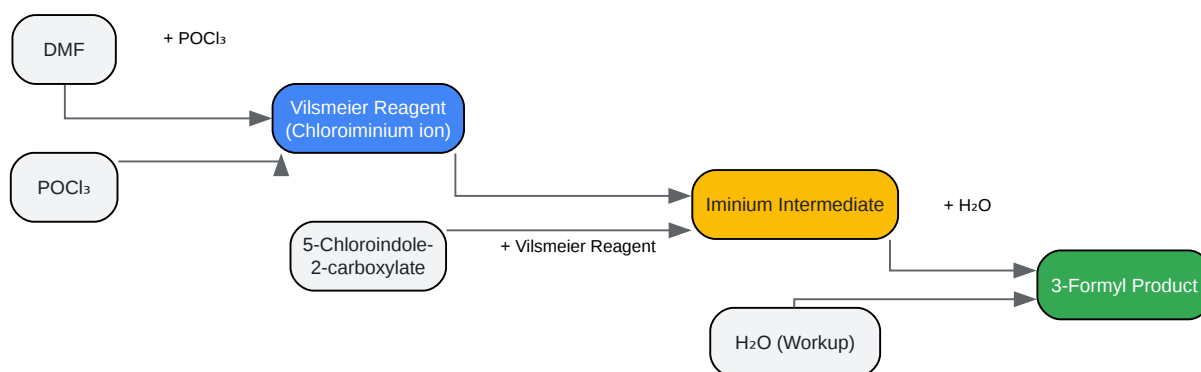 DMF
+ POCl₃
Vilsmeier Reagent
(Chloroiminium ion)
POCl₃
Iminium Intermediate
+ H₂O
5-Chloroindole-
2-carboxylate
+ Vilsmeier Reagent
3-Formyl Product
H₂O (Workup)